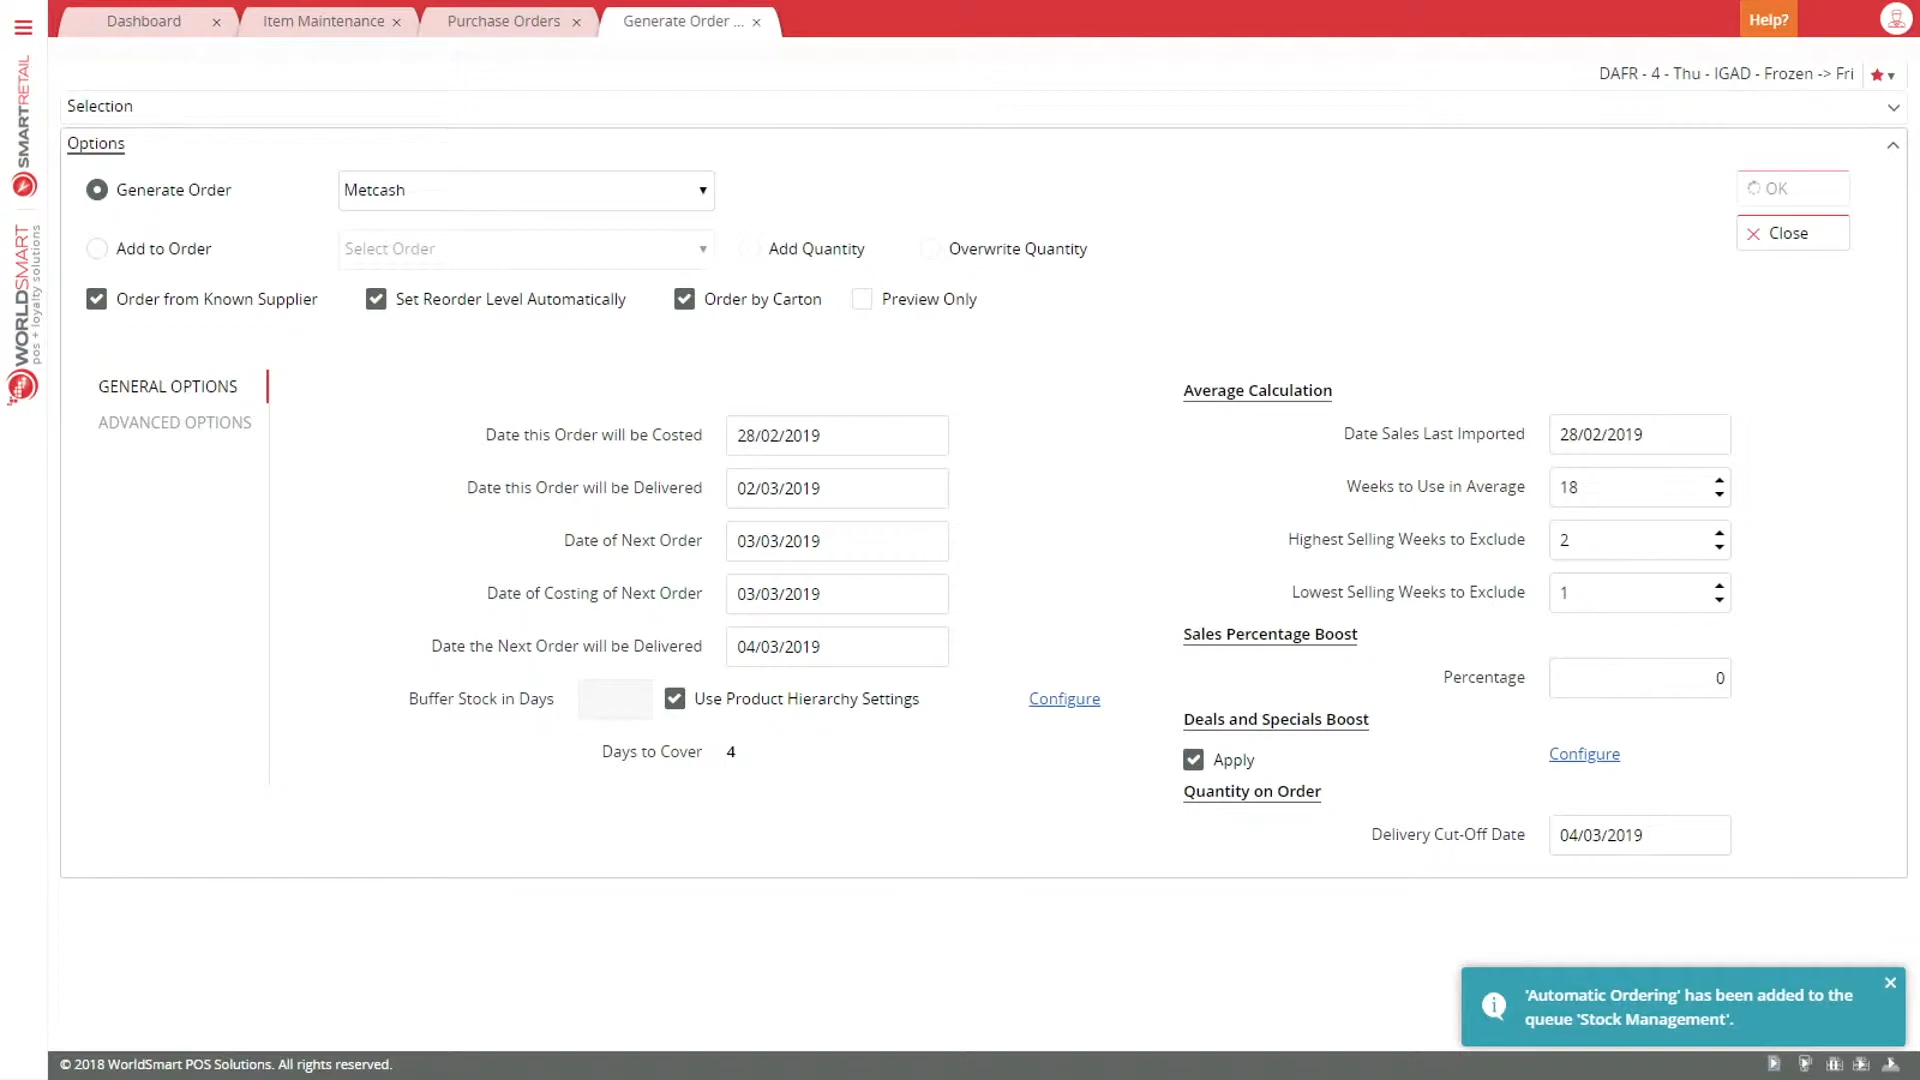 Dashboard × Item Maintenance × Purchase Orders × Generate Order ... ×
Help?
SMARTRETAIL
WORLDSMART
pos + loyalty solutions
DAFR - 4 - Thu - IGAD - Frozen -> Fri
Selection
Options
Generate Order Metcash
OK
Add to Order Select Order Add Quantity Overwrite Quantity
Close
Order from Known Supplier Set Reorder Level Automatically Order by Carton Preview Only
GENERAL OPTIONS
ADVANCED OPTIONS
Date this Order will be Costed 28/02/2019
Date this Order will be Delivered 02/03/2019
Date of Next Order 03/03/2019
Date of Costing of Next Order 03/03/2019
Date the Next Order will be Delivered 04/03/2019
Buffer Stock in Days Use Product Hierarchy Settings Configure
Days to Cover 4
Average Calculation
Date Sales Last Imported 28/02/2019
Weeks to Use in Average 18
Highest Selling Weeks to Exclude 2
Lowest Selling Weeks to Exclude 1
Sales Percentage Boost
Percentage 0
Deals and Specials Boost
Apply Configure
Quantity on Order
Delivery Cut-Off Date 04/03/2019
'Automatic Ordering' has been added to the
queue 'Stock Management'.
© 2018 WorldSmart POS Solutions. All rights reserved.